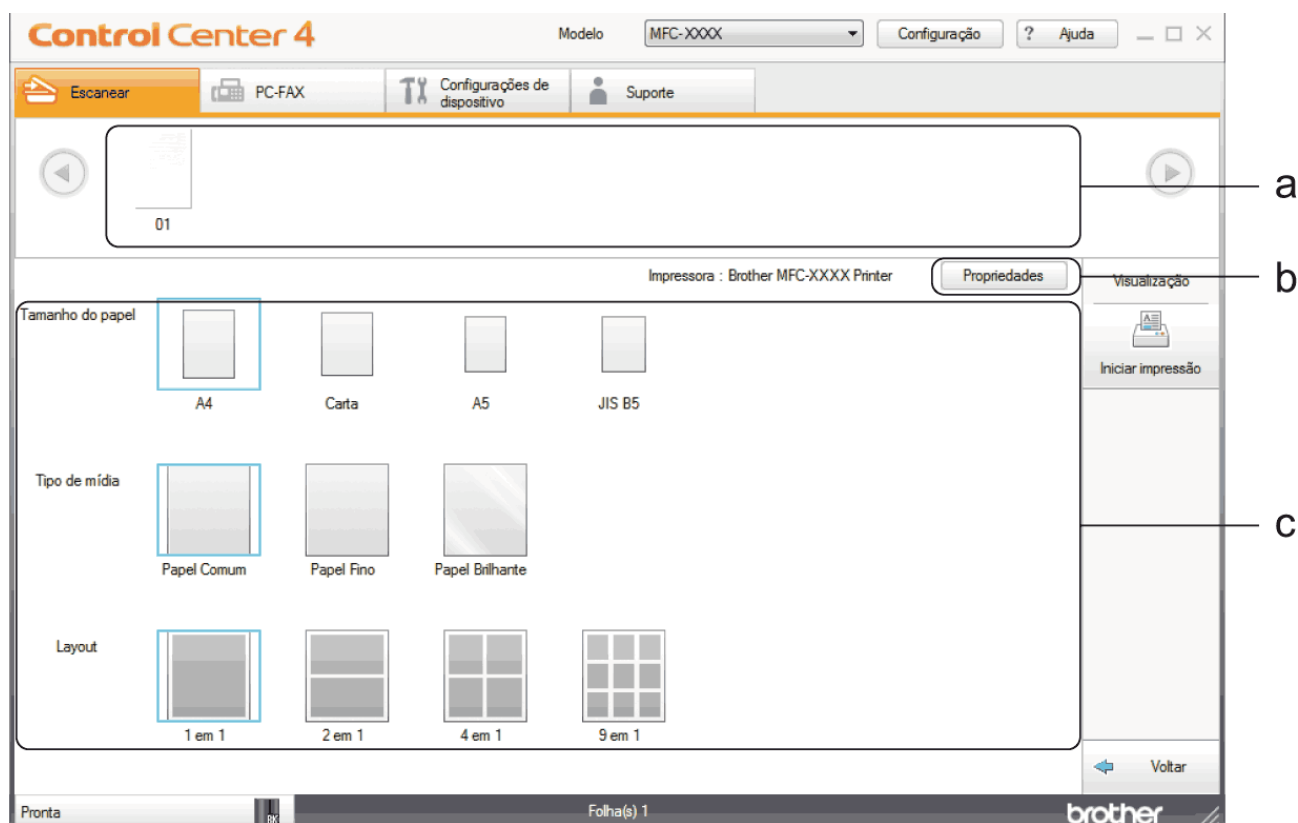 Control Center 4
Modelo MFC-XXXX Configuração ? Ajuda
Escanear PC-FAX Configurações de dispositivo Suporte
01
a
Impressora : Brother MFC-XXXX Printer Propriedades
b
Visualização
Iniciar impressão
Tamanho do papel
A4 Carta A5 JIS B5
Tipo de mídia
Papel Comum Papel Fino Papel Brilhante
c
Layout
1 em 1 2 em 1 4 em 1 9 em 1
Voltar
Pronta BK Folha(s) 1 brother